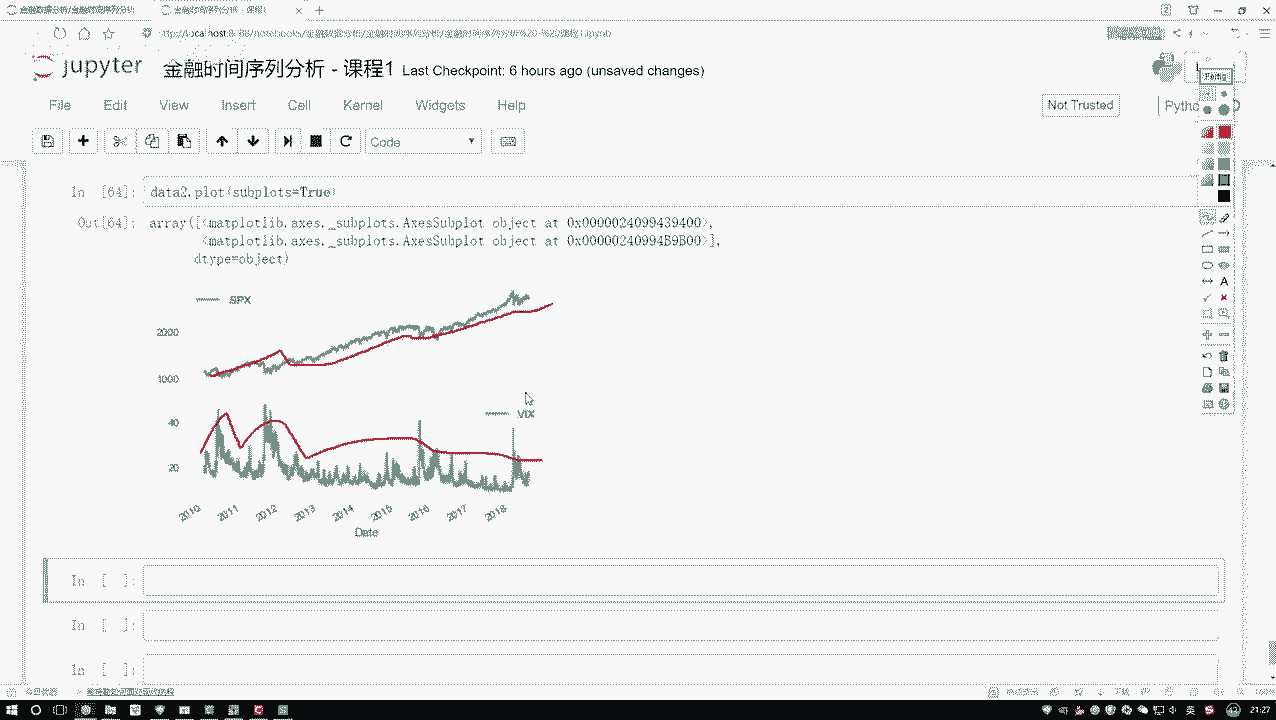 jupyter 金融时间序列分析 - 课程1 Last Checkpoint: 6 hours ago (unsaved changes)
File Edit View Insert Cell Kernel Widgets Help
Not Trusted
Code
In [64]: data2.plot(subplots=True)
Out[64]: array([<matplotlib.axes._subplots.AxesSubplot object at 0x0000024099439400>,
<matplotlib.axes._subplots.AxesSubplot object at 0x00000240994B9B00>],
dtype=object)
SPX
2000
1000
VIX
40
20
2010 2011 2012 2013 2014 2015 2016 2017 2018
Date
In [ ]:
In [ ]:
In [ ]:
21:27